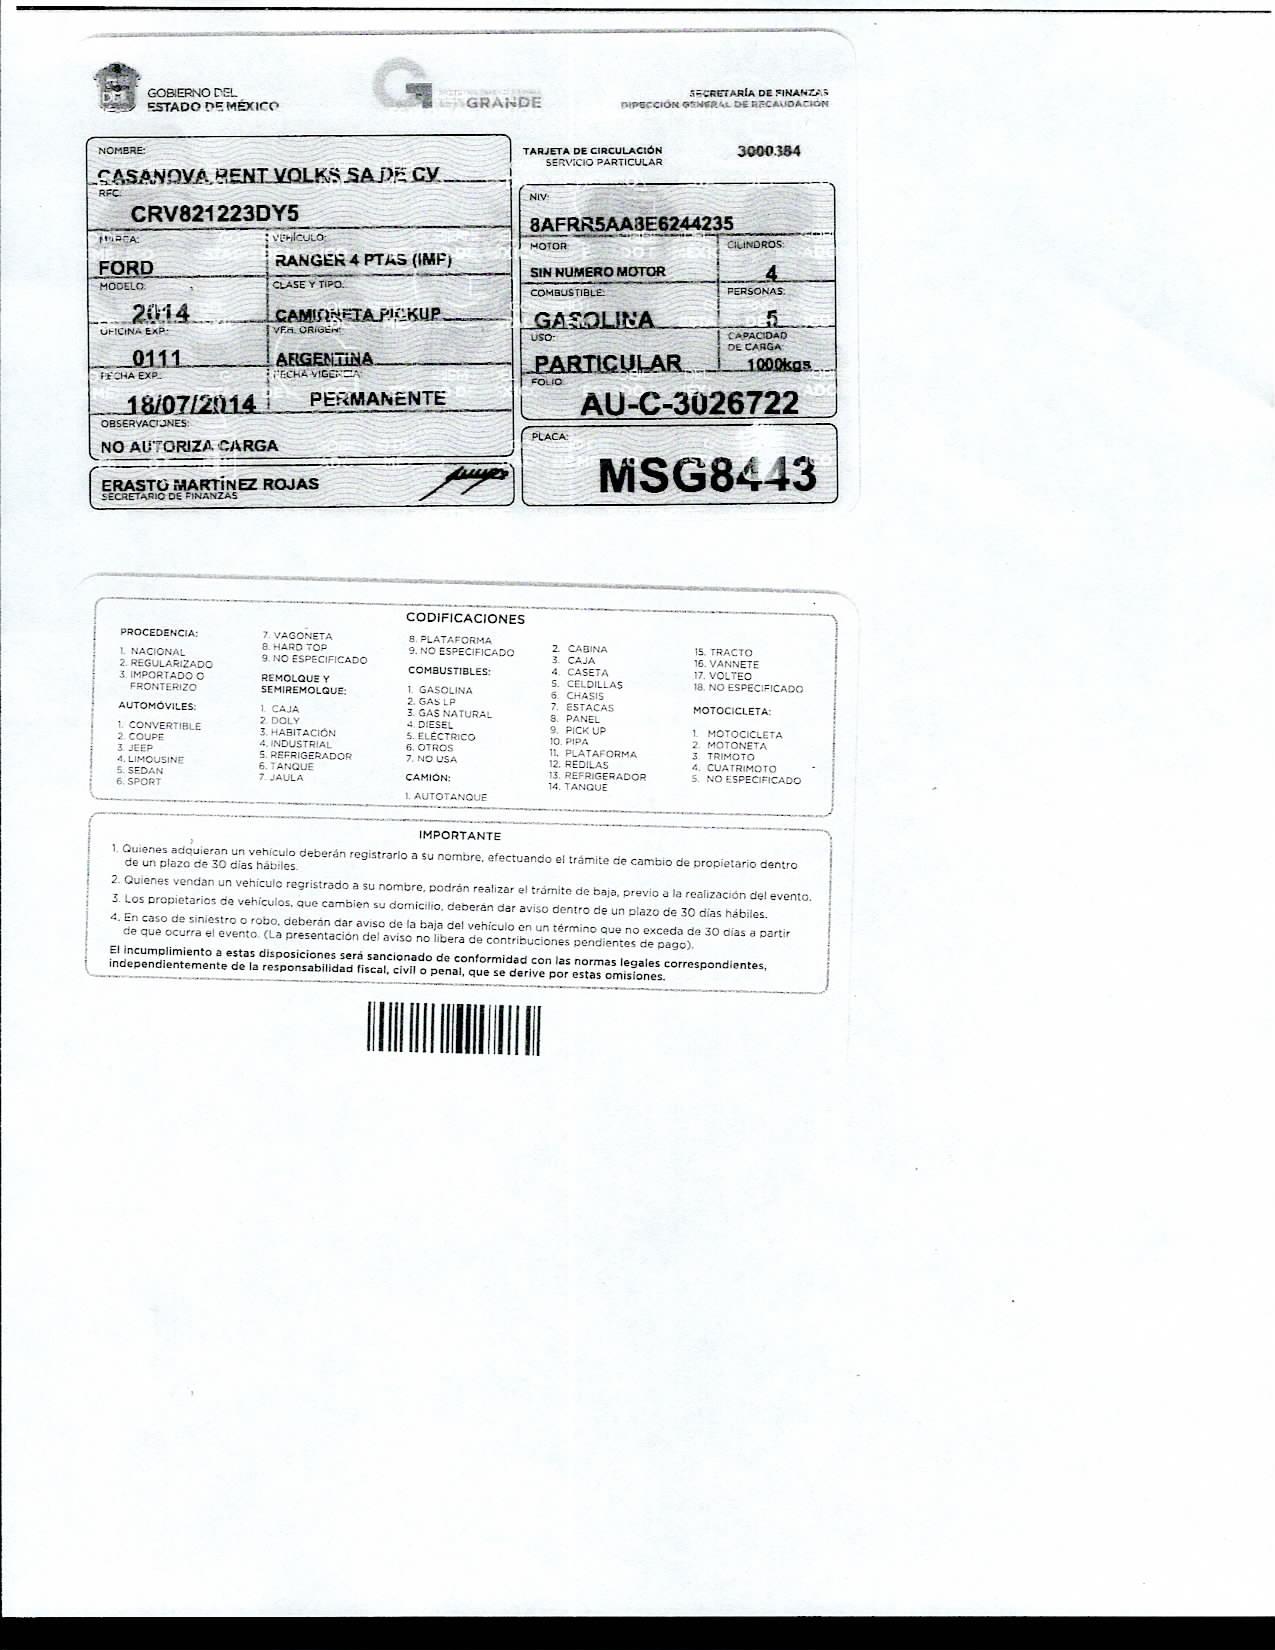 GOBIERNO DEL
ESTADO DE MÉXICO
GRANDE
SECRETARÍA DE FINANZAS
DIRECCIÓN GENERAL DE RECAUDACIÓN
TARJETA DE CIRCULACIÓN
SERVICIO PARTICULAR
3000384
NOMBRE:
CASANOVA RENT VOLKS SA DE CV
RFC:
CRV821223DY5
MARCA:
FORD
VEHÍCULO:
RANGER 4 PTAS (IMP)
MODELO:
2014
CLASE Y TIPO:
CAMIONETA PICKUP
OFICINA EXP.:
0111
VEH. ORIGEN:
ARGENTINA
FECHA EXP.:
18/07/2014
FECHA VIGENCIA:
PERMANENTE
OBSERVACIONES:
NO AUTORIZA CARGA
ERASTO MARTÍNEZ ROJAS
SECRETARIO DE FINANZAS
NIV:
8AFRR5AA3E6244235
MOTOR:
SIN NUMERO MOTOR
CILINDROS:
4
COMBUSTIBLE:
GASOLINA
PERSONAS:
5
USO:
PARTICULAR
CAPACIDAD
DE CARGA:
1000kgs
FOLIO:
AU-C-3026722
PLACA:
MSG8443
CODIFICACIONES
PROCEDENCIA:
1. NACIONAL
2. REGULARIZADO
3. IMPORTADO O
FRONTERIZO
AUTOMÓVILES:
1. CONVERTIBLE
2. COUPE
3. JEEP
4. LIMOUSINE
5. SEDAN
6. SPORT
7. VAGONETA
8. HARD TOP
9. NO ESPECIFICADO
REMOLQUE Y
SEMIREMOLQUE:
1. CAJA
2. DOLY
3. HABITACIÓN
4. INDUSTRIAL
5. REFRIGERADOR
6. TANQUE
7. JAULA
8. PLATAFORMA
9. NO ESPECIFICADO
COMBUSTIBLES:
1. GASOLINA
2. GAS LP
3. GAS NATURAL
4. DIESEL
5. ELÉCTRICO
6. OTROS
7. NO USA
CAMIÓN:
1. AUTOTANQUE
2. CABINA
3. CAJA
4. CASETA
5. CELDILLAS
6. CHASIS
7. ESTACAS
8. PANEL
9. PICK UP
10. PIPA
11. PLATAFORMA
12. REDILAS
13. REFRIGERADOR
14. TANQUE
15. TRACTO
16. VANNETE
17. VOLTEO
18. NO ESPECIFICADO
MOTOCICLETA:
1. MOTOCICLETA
2. MOTONETA
3. TRIMOTO
4. CUATRIMOTO
5. NO ESPECIFICADO
IMPORTANTE
1. Quienes adquieran un vehículo deberán registrarlo a su nombre, efectuando el trámite de cambio de propietario dentro
de un plazo de 30 días hábiles.
2. Quienes vendan un vehículo regristrado a su nombre, podrán realizar el trámite de baja, previo a la realización del evento.
3. Los propietarios de vehículos, que cambien su domicilio, deberán dar aviso dentro de un plazo de 30 días hábiles.
4. En caso de siniestro o robo, deberán dar aviso de la baja del vehículo en un término que no exceda de 30 días a partir
de que ocurra el evento. (La presentación del aviso no libera de contribuciones pendientes de pago).
El incumplimiento a estas disposiciones será sancionado de conformidad con las normas legales correspondientes,
independientemente de la responsabilidad fiscal, civil o penal, que se derive por estas omisiones.